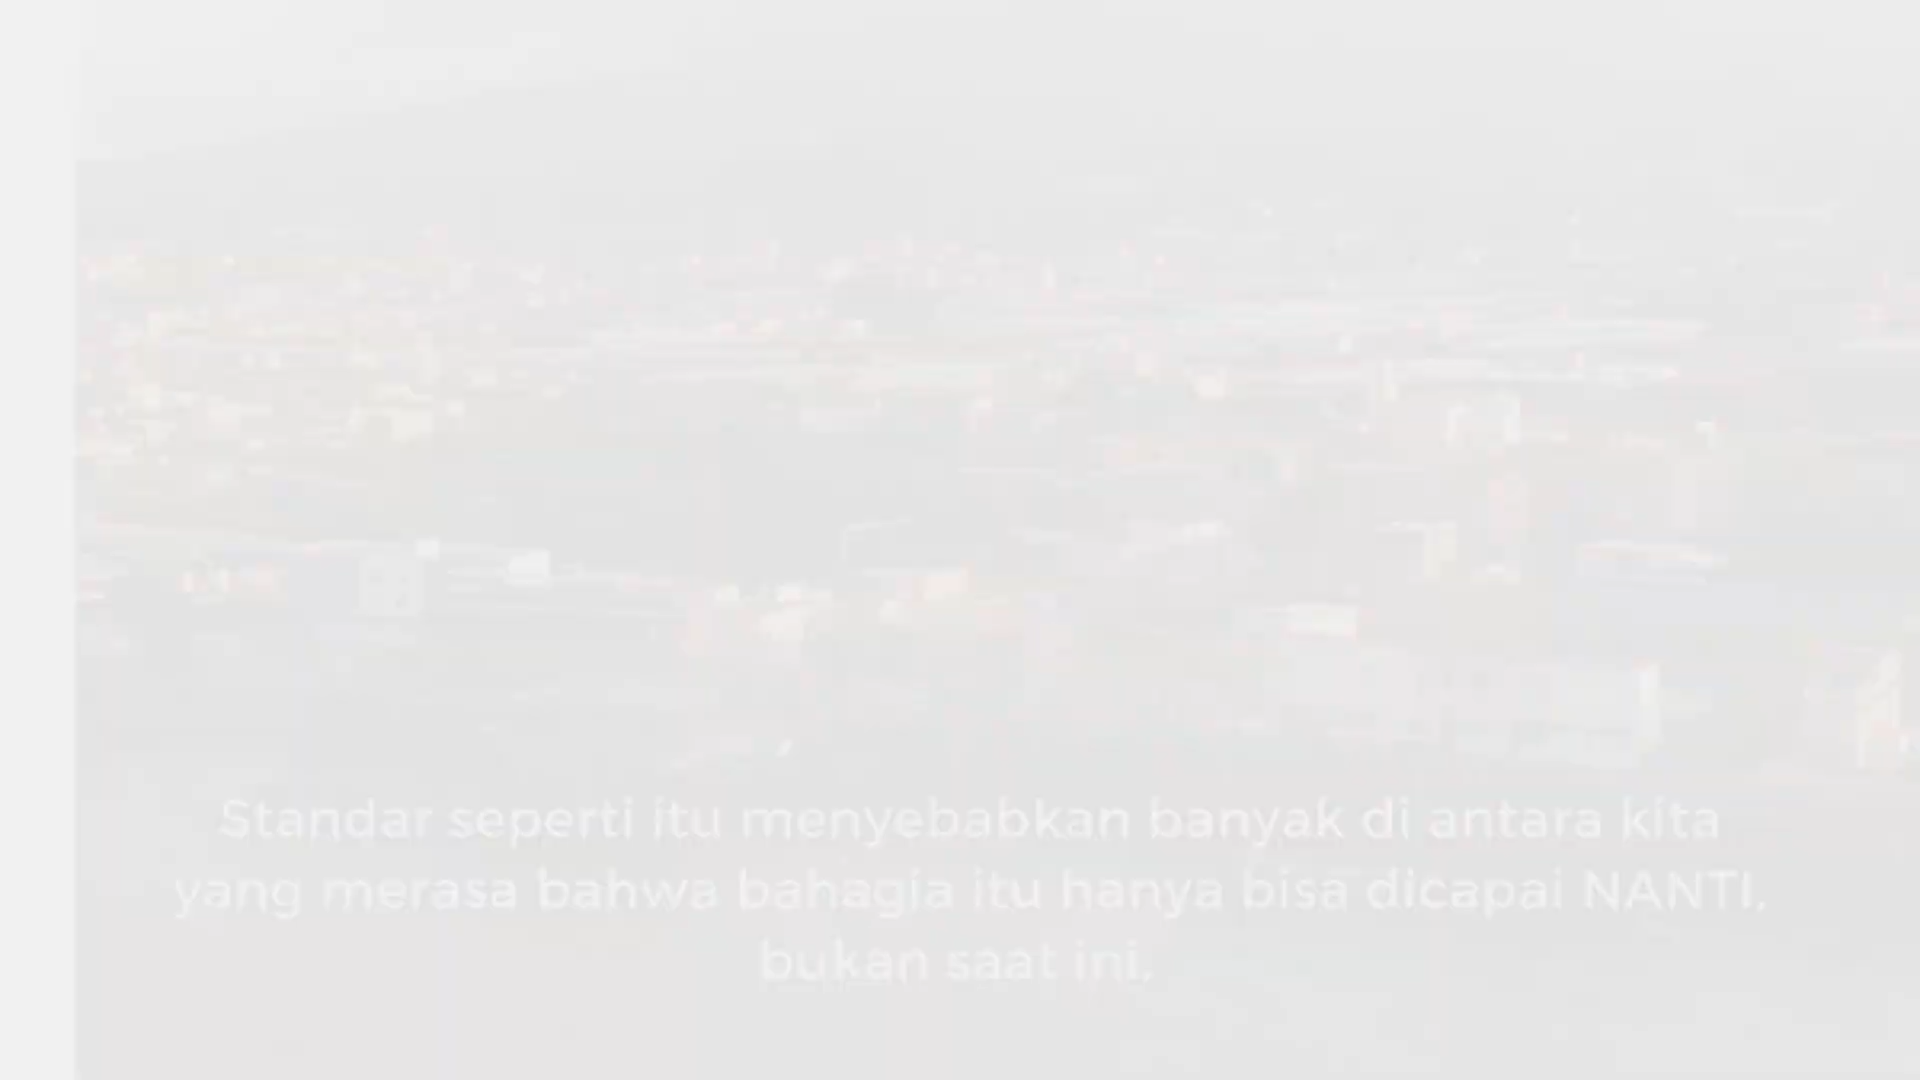 Standar seperti itu menyebabkan banyak di antara kita
yang merasa bahwa bahagia itu hanya bisa dicapai NANTI,
bukan saat ini.